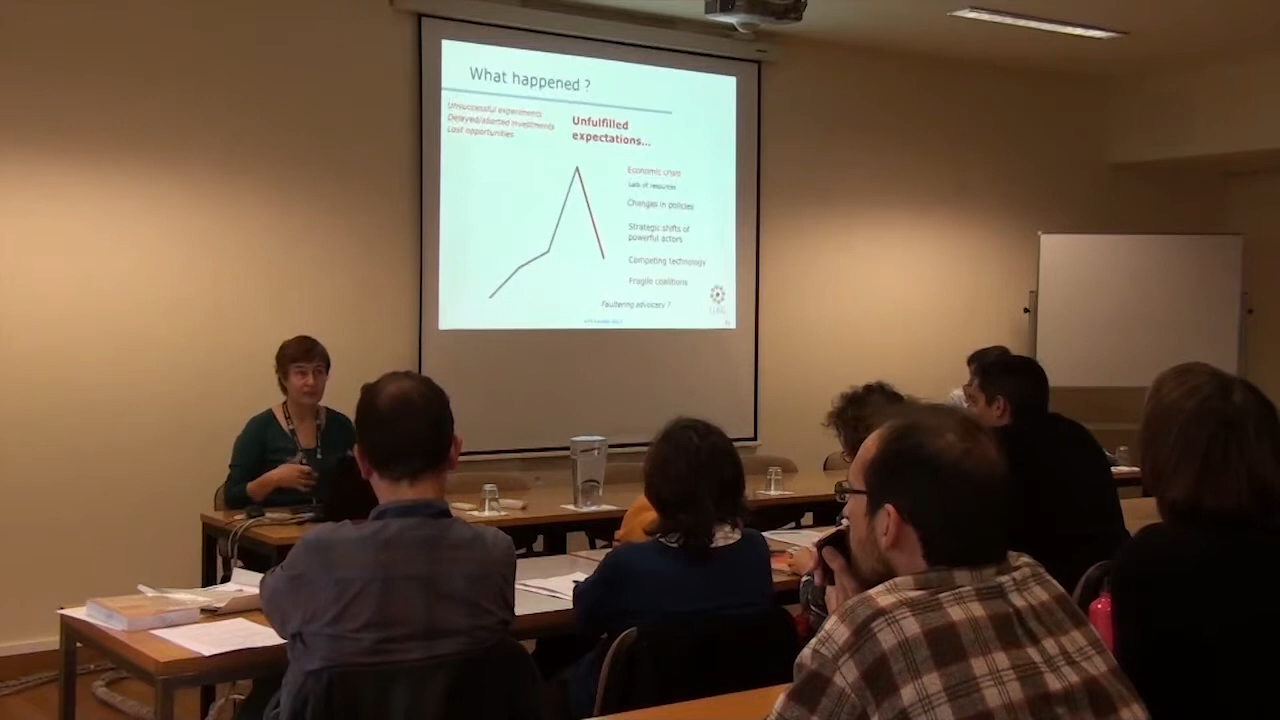 What happened ?
Unsuccessful experiments
Delayed/aborted investments
Lost opportunities
Unfulfilled
expectations...
Economic crisis
Lack of resources
Changes in policies
Strategic shifts of
powerful actors
Competing technology
Fragile coalitions
Faultering advocacy ?